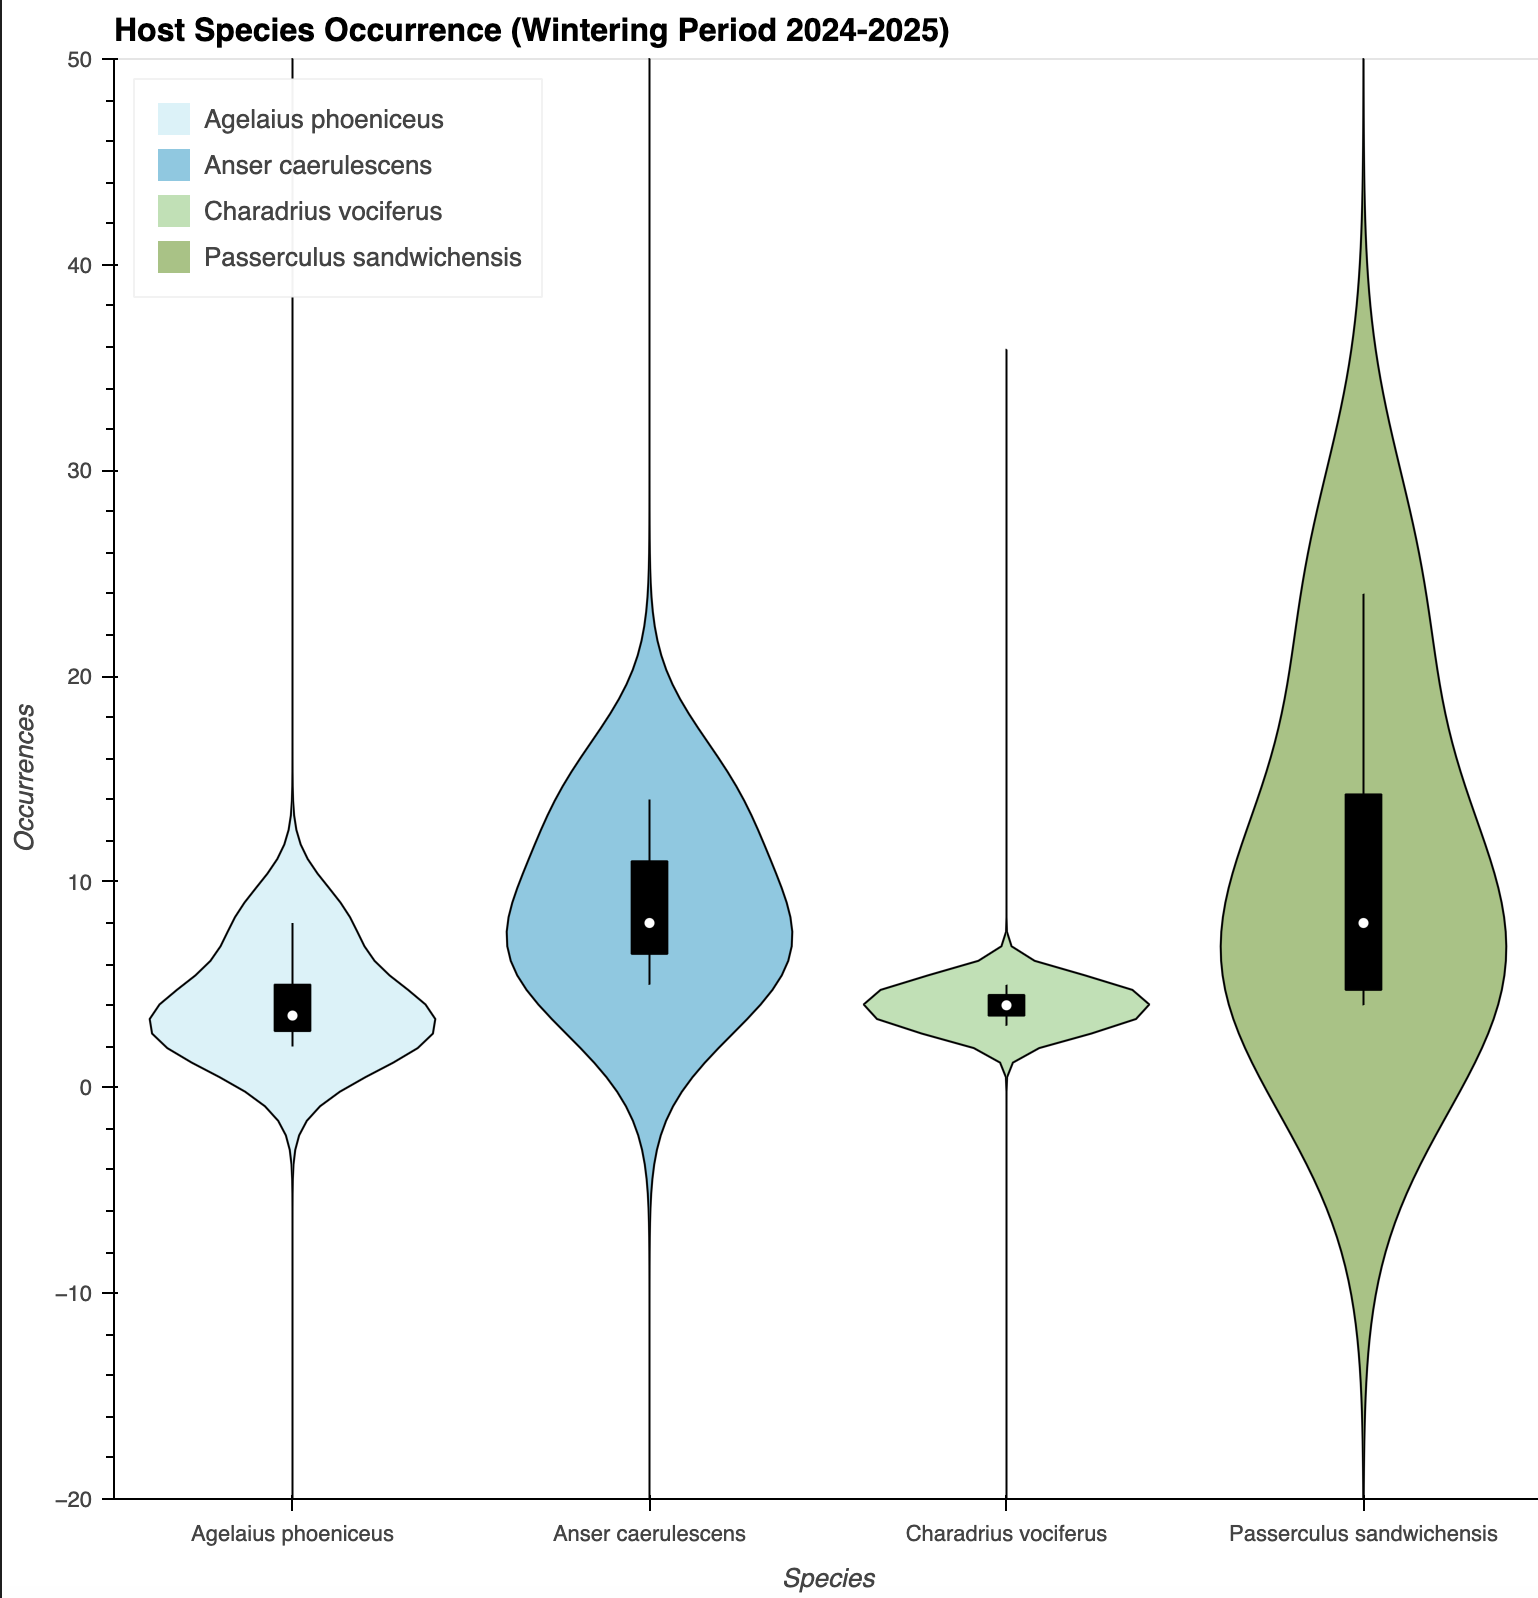 Host Species Occurrence (Wintering Period 2024-2025)
50
40
30
20
10
0
−10
−20
Occurrences
Agelaius phoeniceus
Anser caerulescens
Charadrius vociferus
Passerculus sandwichensis
Agelaius phoeniceus
Anser caerulescens
Charadrius vociferus
Passerculus sandwichensis
Species